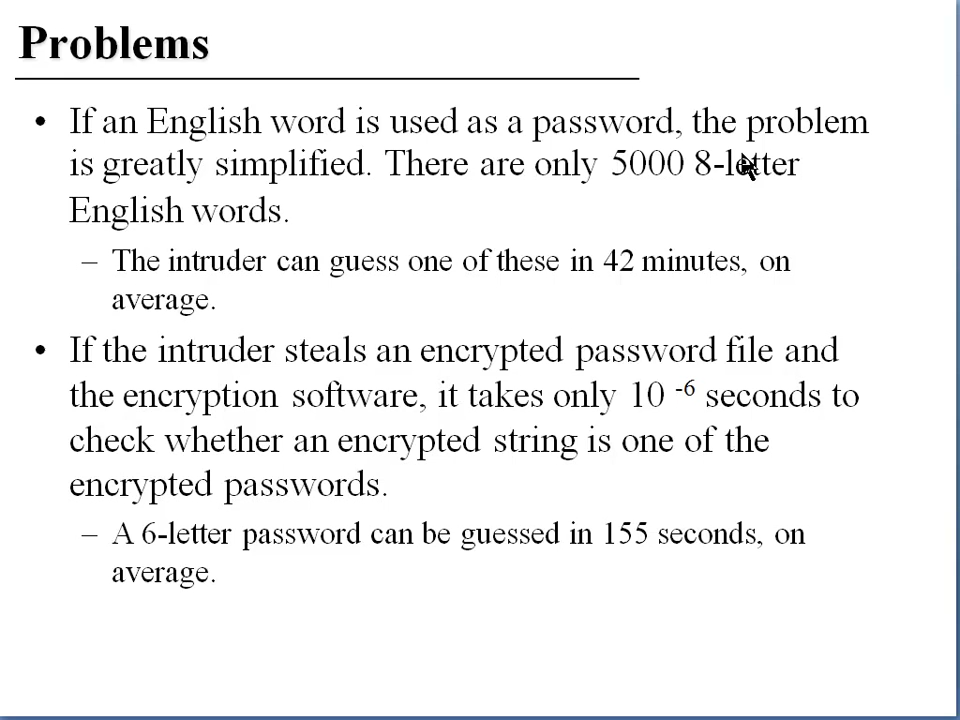 Problems
• If an English word is used as a password, the problem
is greatly simplified. There are only 5000 8-letter
English words.
– The intruder can guess one of these in 42 minutes, on
average.
• If the intruder steals an encrypted password file and
the encryption software, it takes only 10 -6 seconds to
check whether an encrypted string is one of the
encrypted passwords.
– A 6-letter password can be guessed in 155 seconds, on
average.